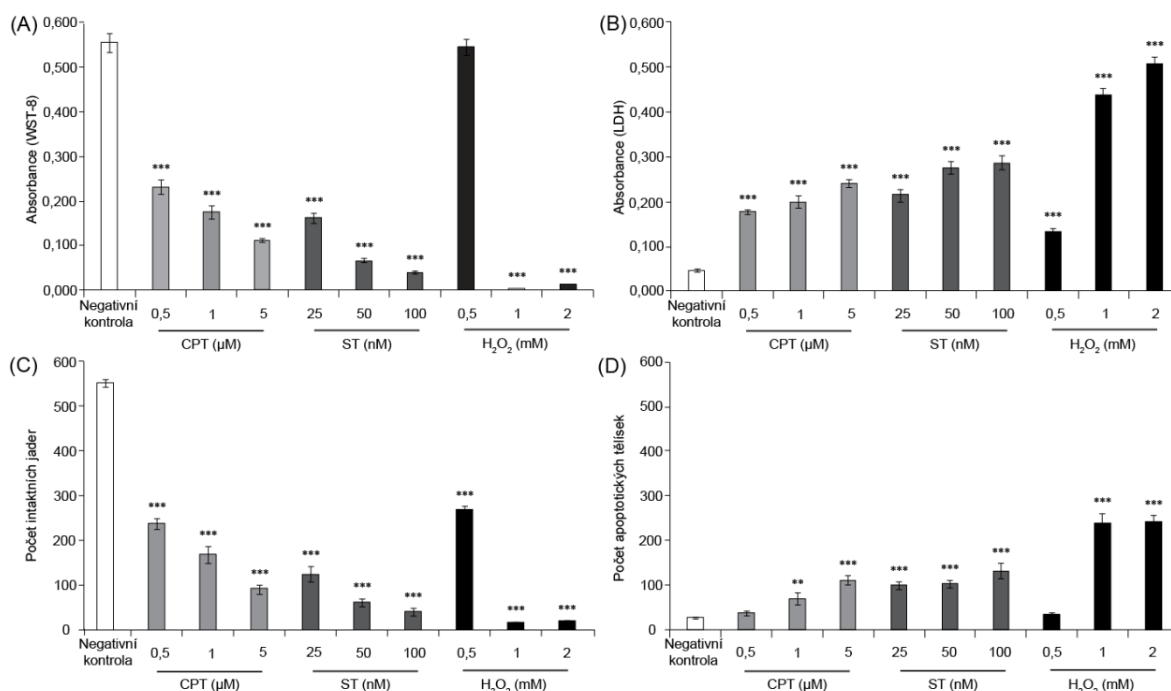 (A)
Absorbance (WST-8)
0,600
0,500
0,400
0,300
0,200
0,100
0,000
***
***
***
***
***
***
***
***
Negativní
kontrola
0,5 1 5 25 50 100 0,5 1 2
CPT (µM) ST (nM) H₂O₂ (mM)
(B)
Absorbance (LDH)
0,600
0,500
0,400
0,300
0,200
0,100
0,000
***
***
***
***
***
***
***
***
***
Negativní
kontrola
0,5 1 5 25 50 100 0,5 1 2
CPT (µM) ST (nM) H₂O₂ (mM)
(C)
Počet intaktních jader
600
500
400
300
200
100
0
***
***
***
***
***
***
***
***
***
Negativní
kontrola
0,5 1 5 25 50 100 0,5 1 2
CPT (µM) ST (nM) H₂O₂ (mM)
(D)
Počet apoptotických tělísek
600
500
400
300
200
100
0
**
***
***
***
***
***
***
Negativní
kontrola
0,5 1 5 25 50 100 0,5 1 2
CPT (µM) ST (nM) H₂O₂ (mM)